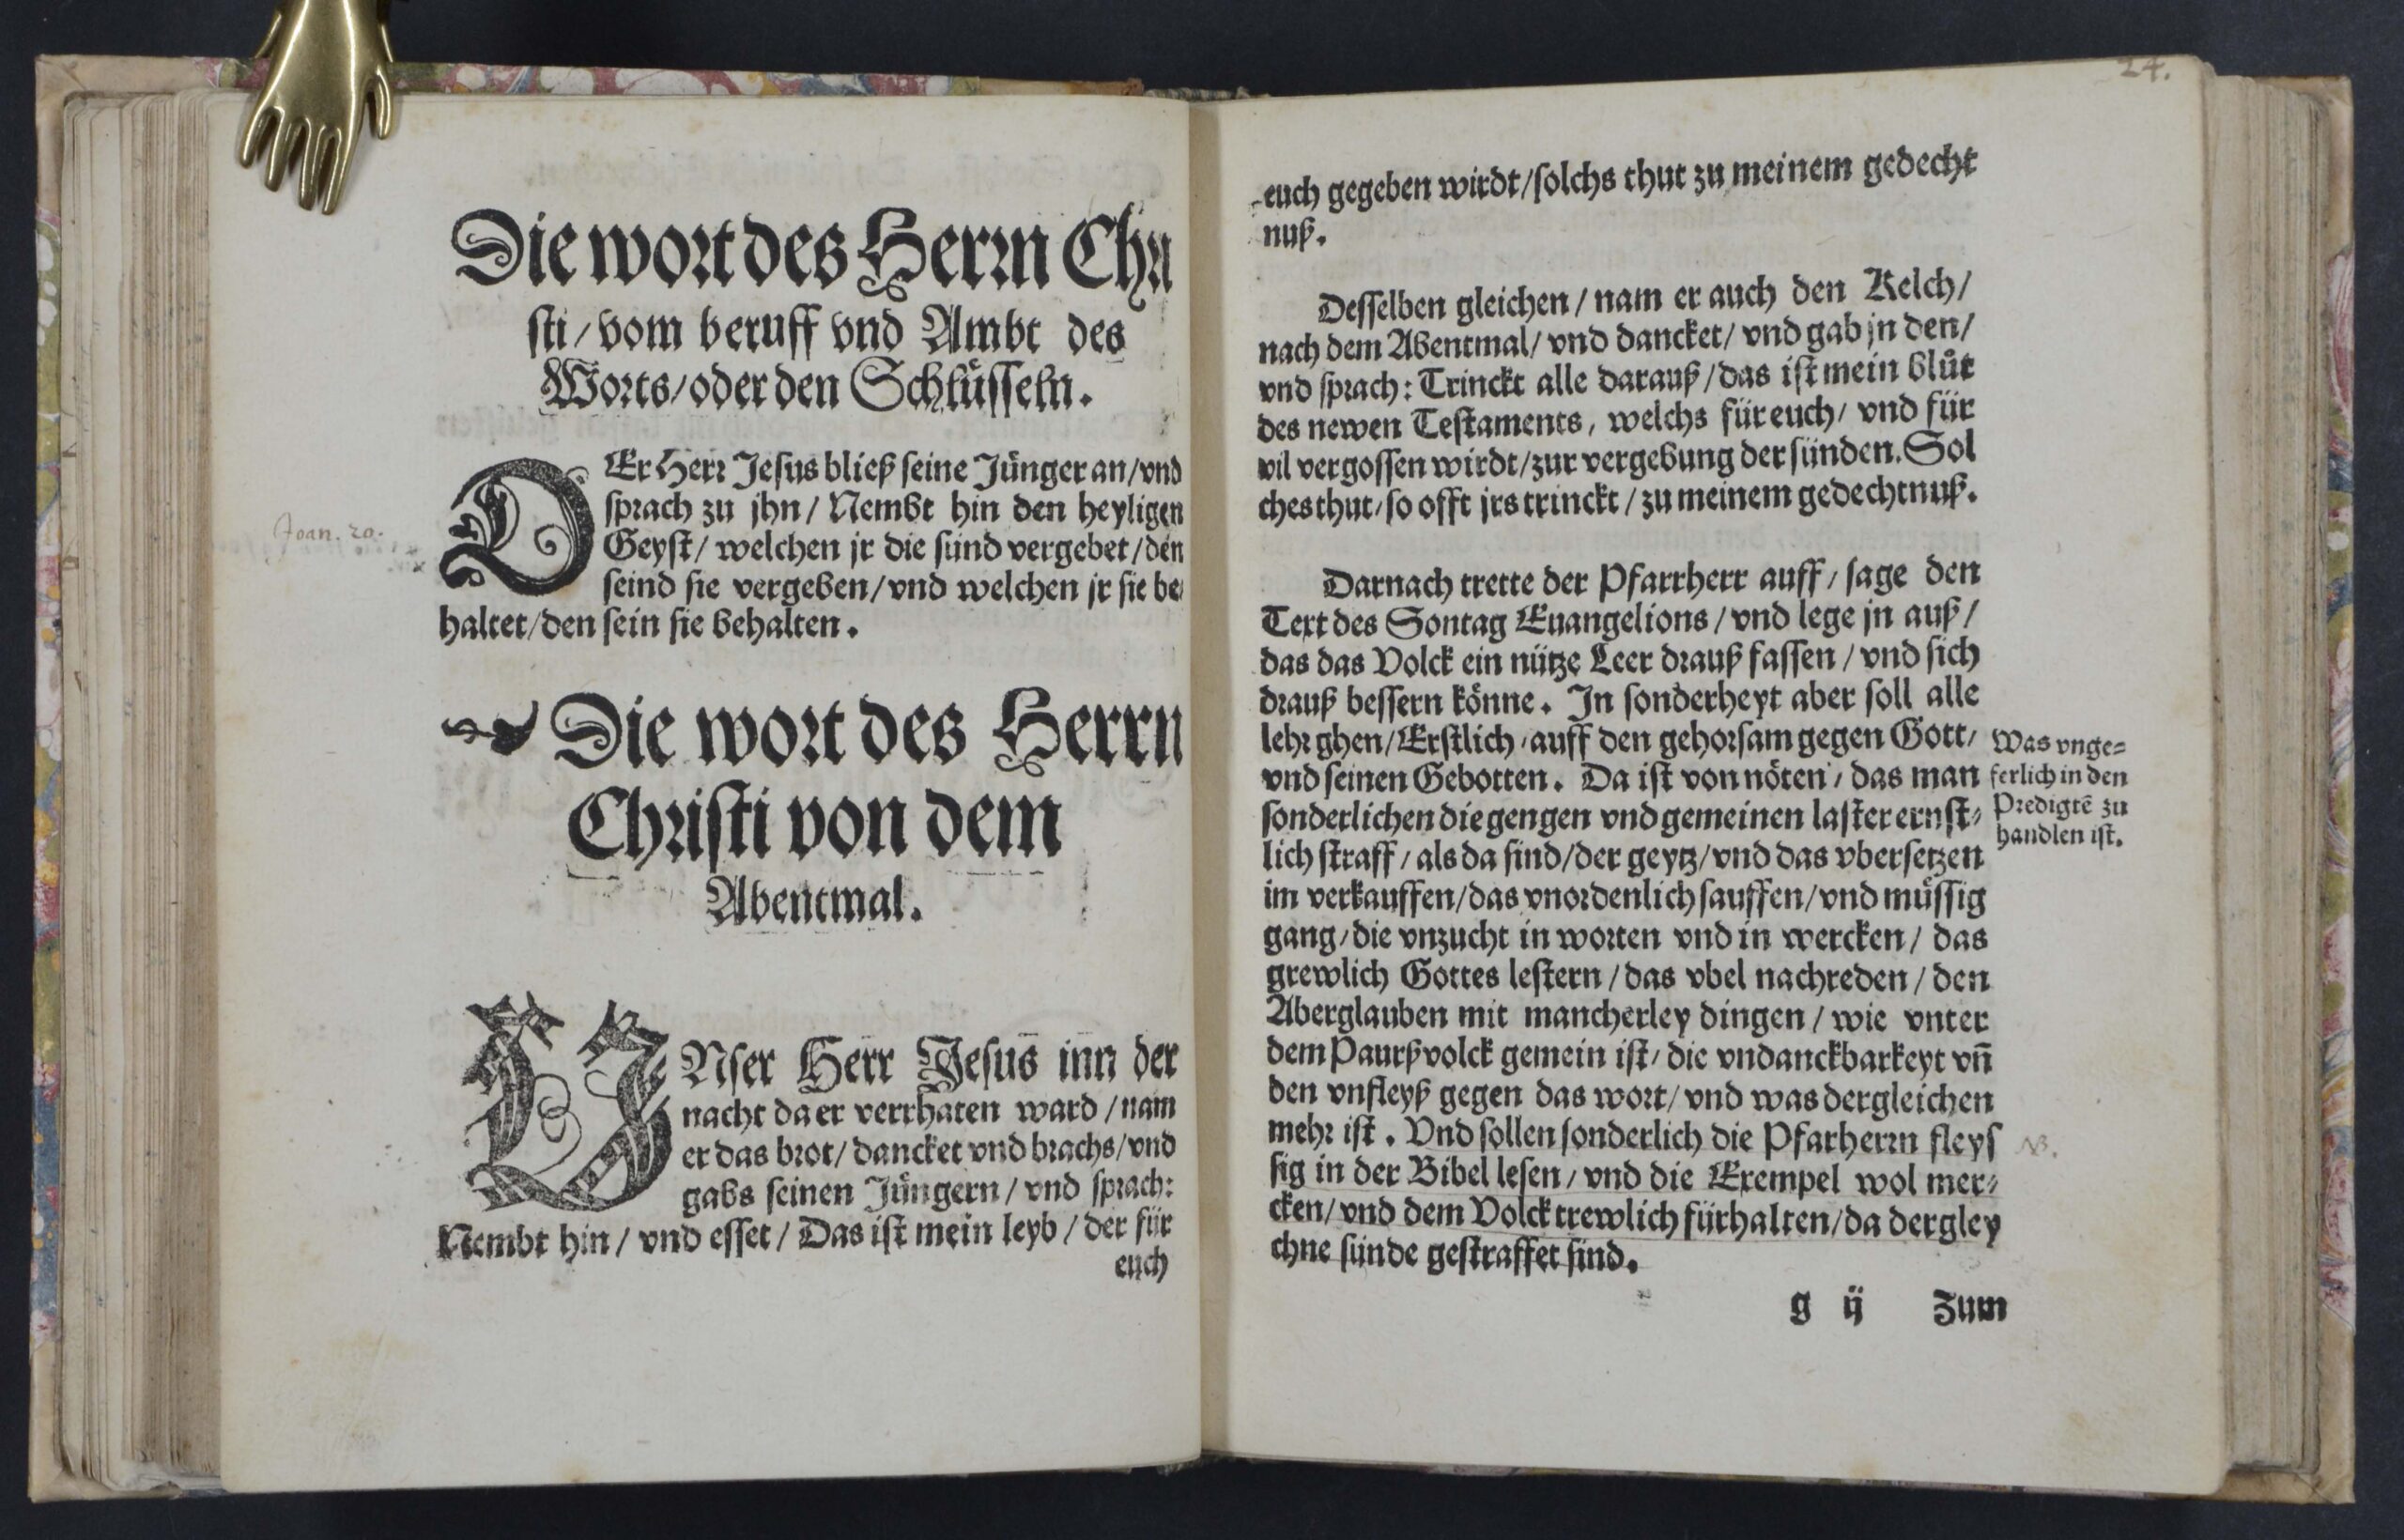 Die wort des Herrn Chri
sti / vom beruff vnd Ambt des
Worts / oder den Schlüsseln.
DEr Herr Jesus bließ seine Jünger an / vnd
sprach zu jhn / Nembt hin den heyligen
Joan. 20.
Geyst / welchen jr die sünd vergebet / den
seind sie vergeben / vnd welchen jr sie be-
haltet / den sein sie behalten.
Die wort des Herrn
Christi von dem
Abentmal.
VNser Herr Jesus inn der
nacht da er verrhaten ward / nam
er das brot / dancket vnd brachs / vnd
gabs seinen Jüngern / vnd sprach:
Nembt hin / vnd esset / Das ist mein leyb / der für
euch
24.
euch gegeben wirdt / solchs thut zu meinem gedecht
nuß.
Desselben gleichen / nam er auch den Kelch /
nach dem Abentmal / vnd dancket / vnd gab jn den /
vnd sprach: Trinckt alle darauß / das ist mein blůt
des newen Testaments, welchs für euch / vnd für
vil vergossen wirdt / zur vergebung der sünden. Sol
ches thut / so offt jrs trinckt / zu meinem gedechtnuß.
Darnach trette der Pfarrherr auff / sage den
Text des Sontag Euangelions / vnd lege jn auß /
das das Volck ein nütze Leer drauß fassen / vnd sich
drauß bessern könne. In sonderheyt aber soll alle
lehr ghen / Erstlich / auff den gehorsam gegen Gott /
vnd seinen Gebotten. Da ist von nöten / das man
sonderlichen die gengen vnd gemeinen laster ernst-
lich straff / als da sind / der geytz / vnd das vbersetzen
im verkauffen / das vnordenlich sauffen / vnd müssig
gang / die vnzucht in worten vnd in wercken / das
grewlich Gottes lestern / das vbel nachreden / den
Aberglauben mit mancherley dingen / wie vnter
dem Paurßvolck gemein ist / die vndanckbarkeyt vñ
den vnfleyß gegen das wort / vnd was dergleichen
mehr ist. Vnd sollen sonderlich die Pfarherrn fleys
sig in der Bibel lesen / vnd die Exempel wol mer-
cken / vnd dem Volck trewlich fürhalten / da dergley
chne sünde gestraffet sind.
Was vnge=
ferlich in den
Predigtē zu
handlen ist.
NB.
g ij Zum